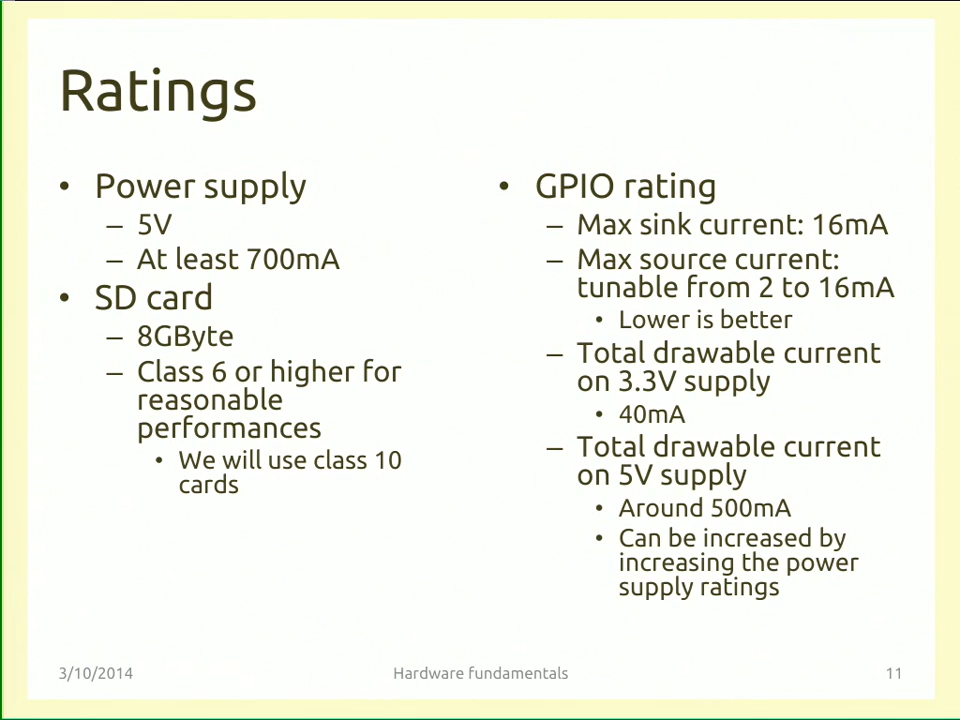 Ratings
• Power supply
– 5V
– At least 700mA
• SD card
– 8GByte
– Class 6 or higher for
reasonable
performances
• We will use class 10
cards
• GPIO rating
– Max sink current: 16mA
– Max source current:
tunable from 2 to 16mA
• Lower is better
– Total drawable current
on 3.3V supply
• 40mA
– Total drawable current
on 5V supply
• Around 500mA
• Can be increased by
increasing the power
supply ratings
3/10/2014
Hardware fundamentals
11